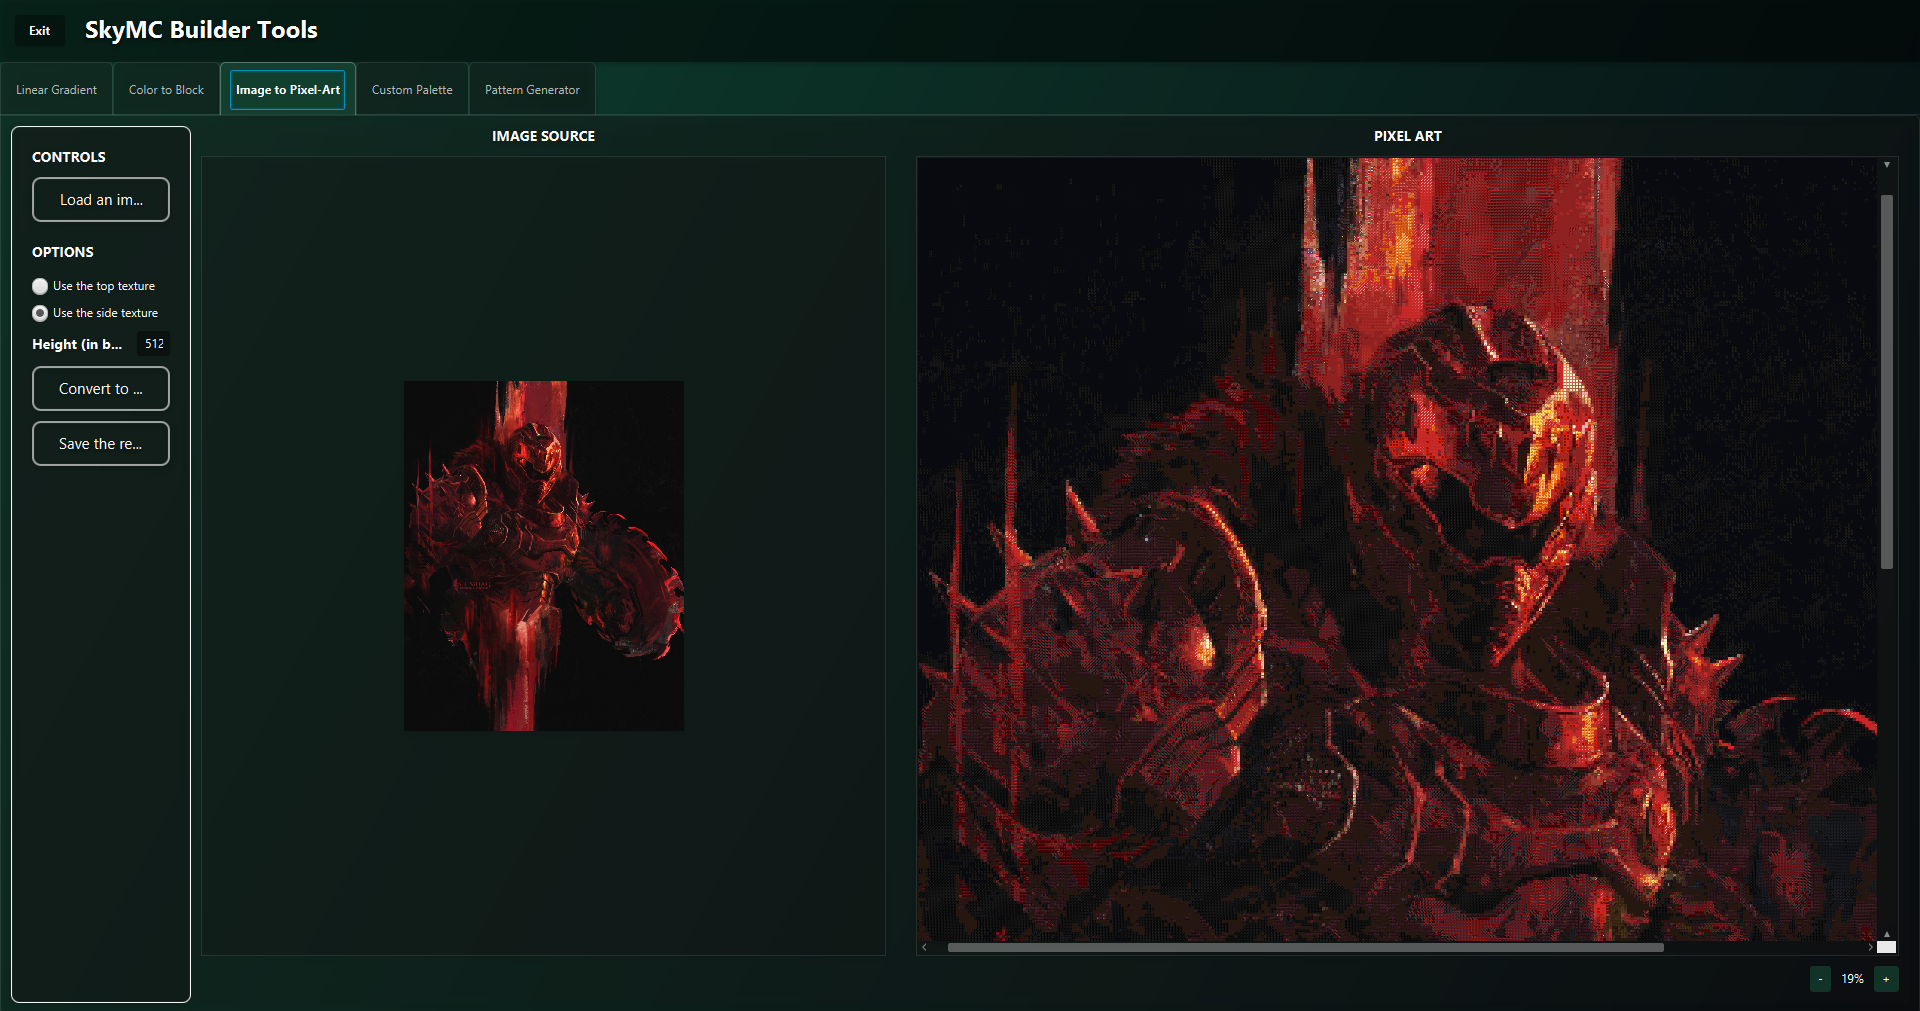 Exit
SkyMC Builder Tools
Linear Gradient
Color to Block
Image to Pixel-Art
Custom Palette
Pattern Generator
CONTROLS
Load an im...
OPTIONS
Use the top texture
Use the side texture
Height (in b... 512
Convert to ...
Save the re...
IMAGE SOURCE
PIXEL ART
- 19% +